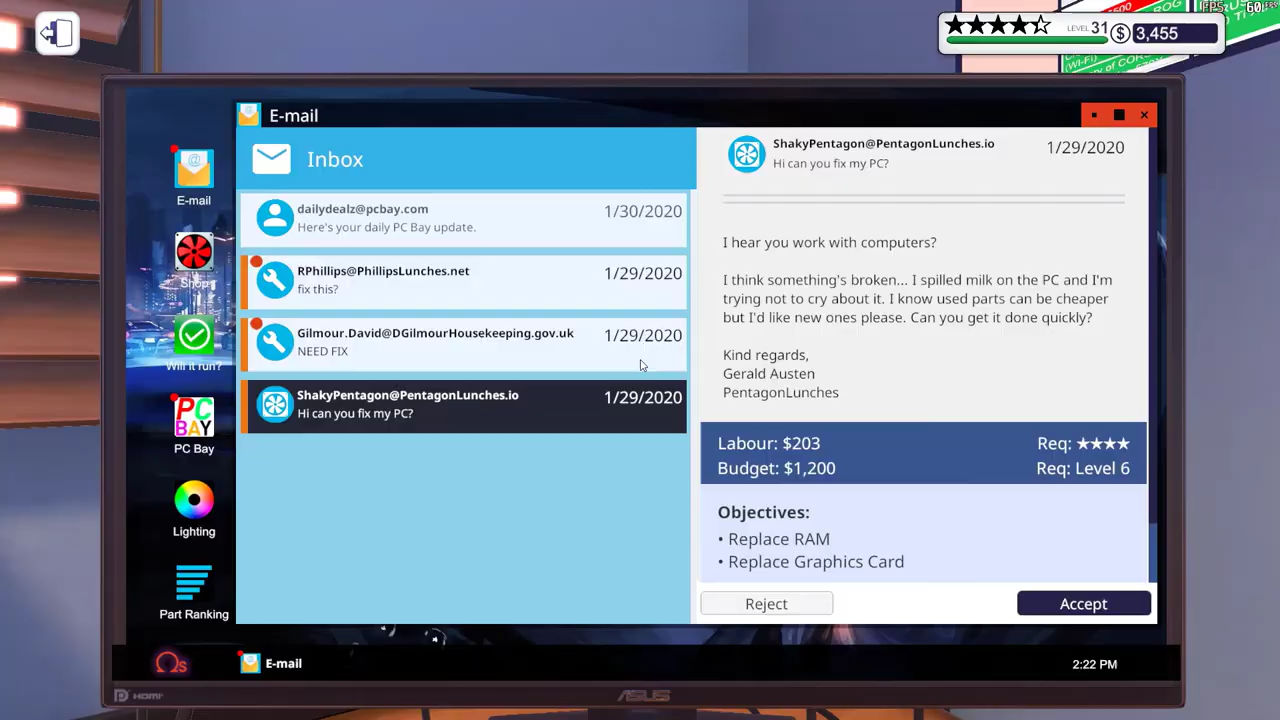 FPS 60
LEVEL 31
$ 3,455
E-mail
Inbox
dailydealz@pcbay.com
1/30/2020
Here's your daily PC Bay update.
RPhillips@PhillipsLunches.net
1/29/2020
fix this?
Gilmour.David@DGilmourHousekeeping.gov.uk
1/29/2020
NEED FIX
ShakyPentagon@PentagonLunches.io
1/29/2020
Hi can you fix my PC?
ShakyPentagon@PentagonLunches.io
1/29/2020
Hi can you fix my PC?
I hear you work with computers?
I think something's broken... I spilled milk on the PC and I'm
trying not to cry about it. I know used parts can be cheaper
but I'd like new ones please. Can you get it done quickly?
Kind regards,
Gerald Austen
PentagonLunches
Labour: $203
Req: ★★★★
Budget: $1,200
Req: Level 6
Objectives:
• Replace RAM
• Replace Graphics Card
Reject
Accept
E-mail
Shop
Will it run?
PC
BAY
PC Bay
Lighting
Part Ranking
Ωs
E-mail
2:22 PM
HDMI
ASUS